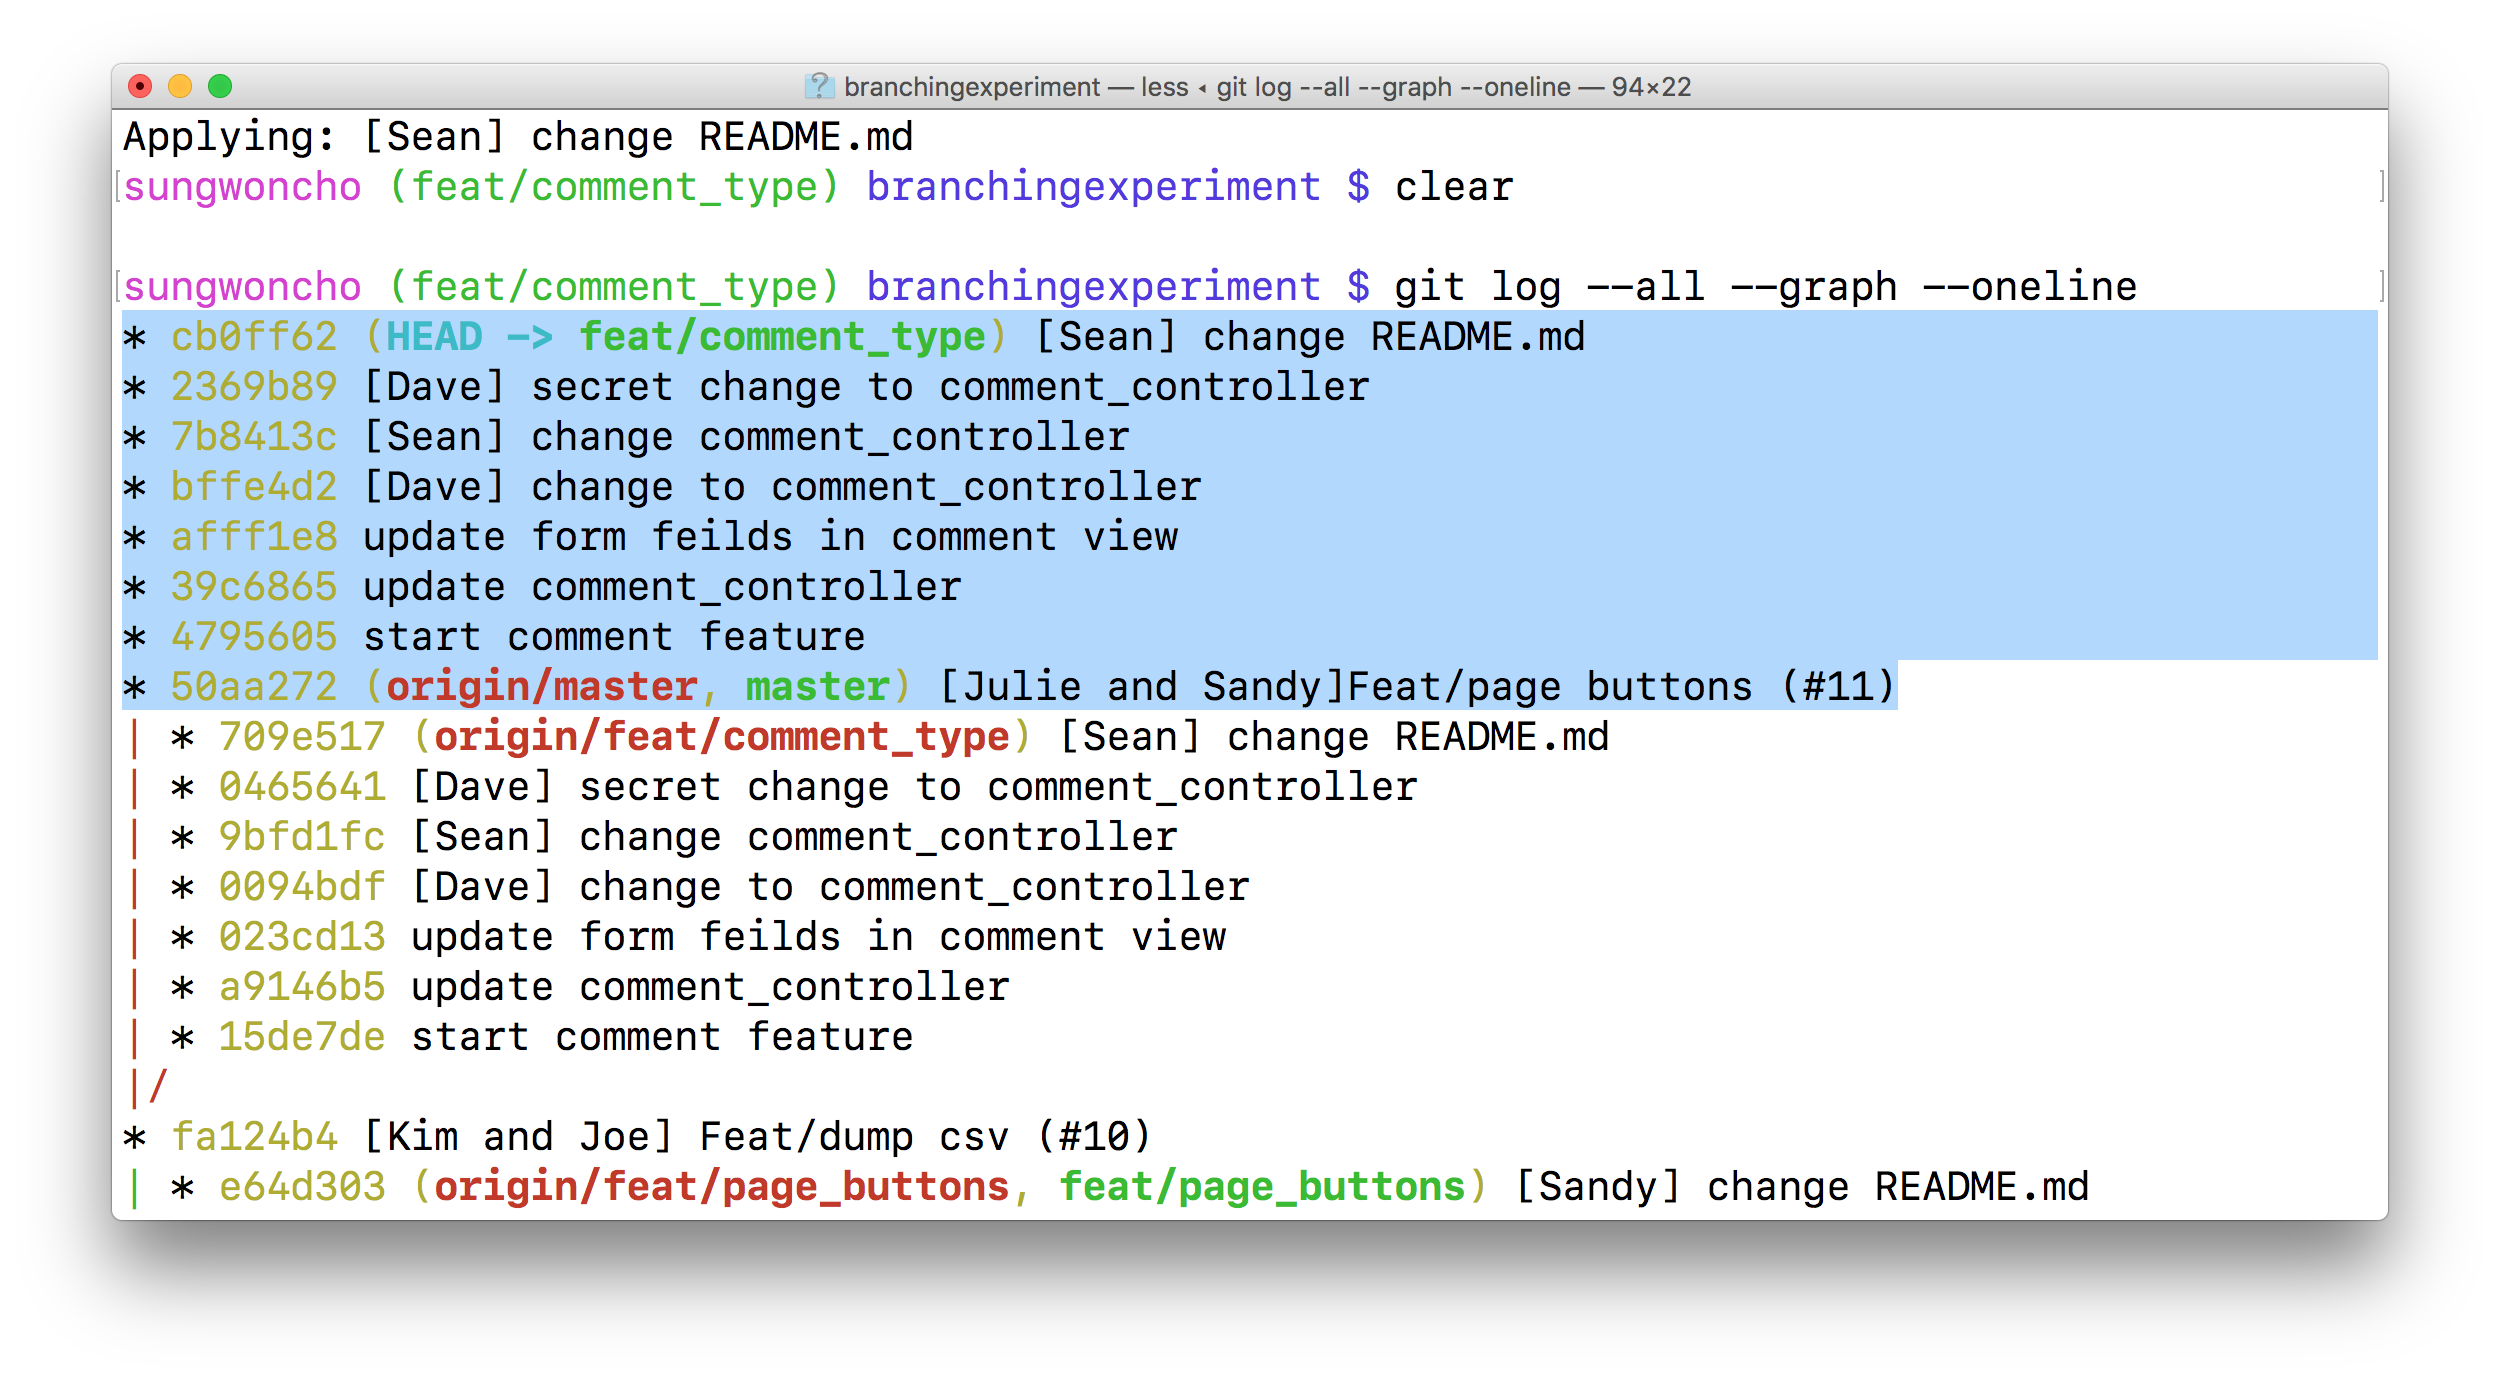 branchingexperiment — less ◂ git log --all --graph --oneline — 94×22
Applying: [Sean] change README.md
[sungwoncho (feat/comment_type) branchingexperiment $ clear ]
[sungwoncho (feat/comment_type) branchingexperiment $ git log --all --graph --oneline ]
* cb0ff62 (HEAD -> feat/comment_type) [Sean] change README.md
* 2369b89 [Dave] secret change to comment_controller
* 7b8413c [Sean] change comment_controller
* bffe4d2 [Dave] change to comment_controller
* afff1e8 update form feilds in comment view
* 39c6865 update comment_controller
* 4795605 start comment feature
* 50aa272 (origin/master, master) [Julie and Sandy]Feat/page buttons (#11)
| * 709e517 (origin/feat/comment_type) [Sean] change README.md
| * 0465641 [Dave] secret change to comment_controller
| * 9bfd1fc [Sean] change comment_controller
| * 0094bdf [Dave] change to comment_controller
| * 023cd13 update form feilds in comment view
| * a9146b5 update comment_controller
| * 15de7de start comment feature
|/
* fa124b4 [Kim and Joe] Feat/dump csv (#10)
| * e64d303 (origin/feat/page_buttons, feat/page_buttons) [Sandy] change README.md